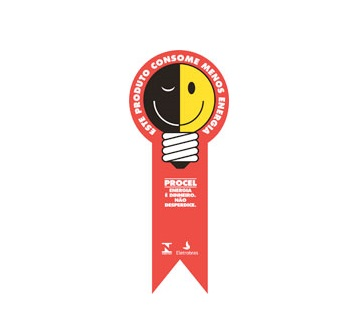 ESTE PRODUTO CONSOME MENOS ENERGIA
PROCEL
ENERGIA
É DINHEIRO.
NÃO
DESPERDICE.
Eletrobras